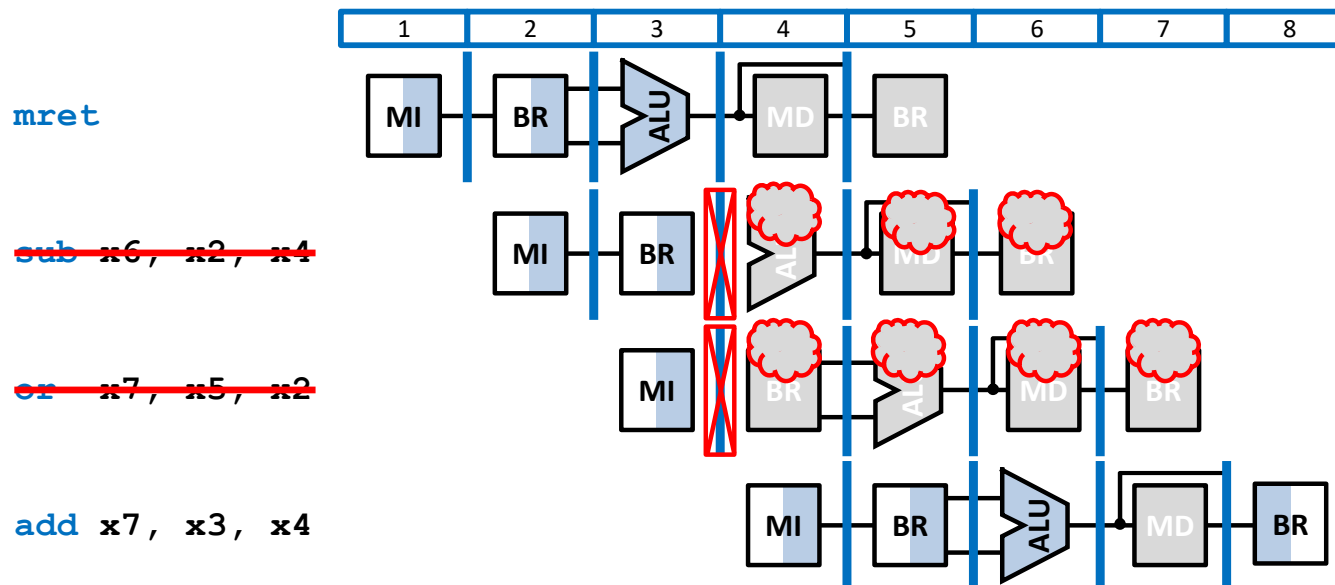 1 2 3 4 5 6 7 8
mret MI BR ALU MD BR
sub x6, x2, x4 MI BR AL MD BR
or x7, x5, x2 MI BR AL MD BR
add x7, x3, x4 MI BR ALU MD BR